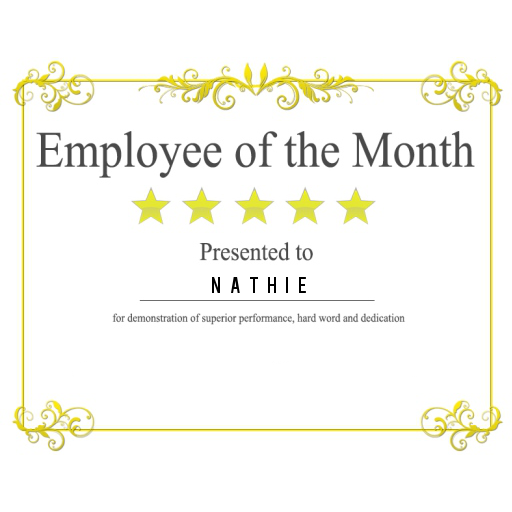 Employee of the Month
Presented to
NATHIE
for demonstration of superior performance, hard word and dedication